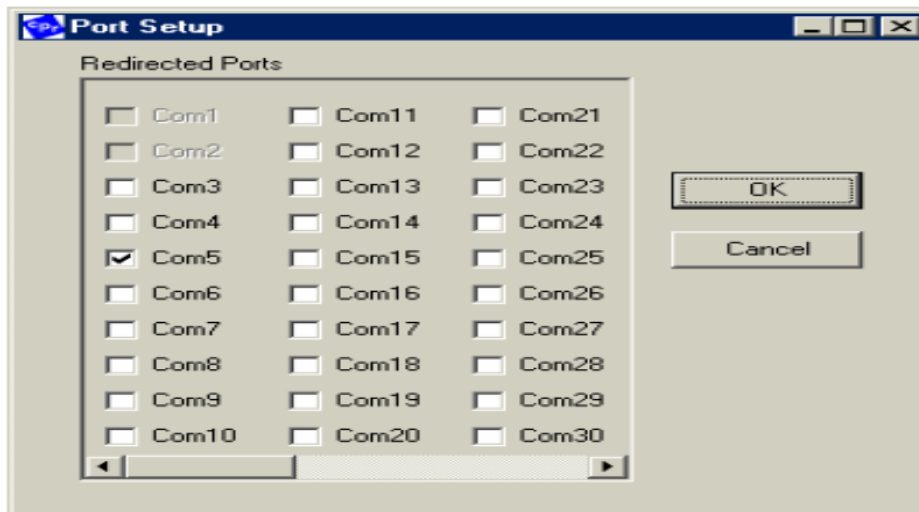 CPR Port Setup
Redirected Ports
Com1 Com11 Com21
Com2 Com12 Com22
Com3 Com13 Com23
Com4 Com14 Com24
Com5 Com15 Com25
Com6 Com16 Com26
Com7 Com17 Com27
Com8 Com18 Com28
Com9 Com19 Com29
Com10 Com20 Com30
OK
Cancel